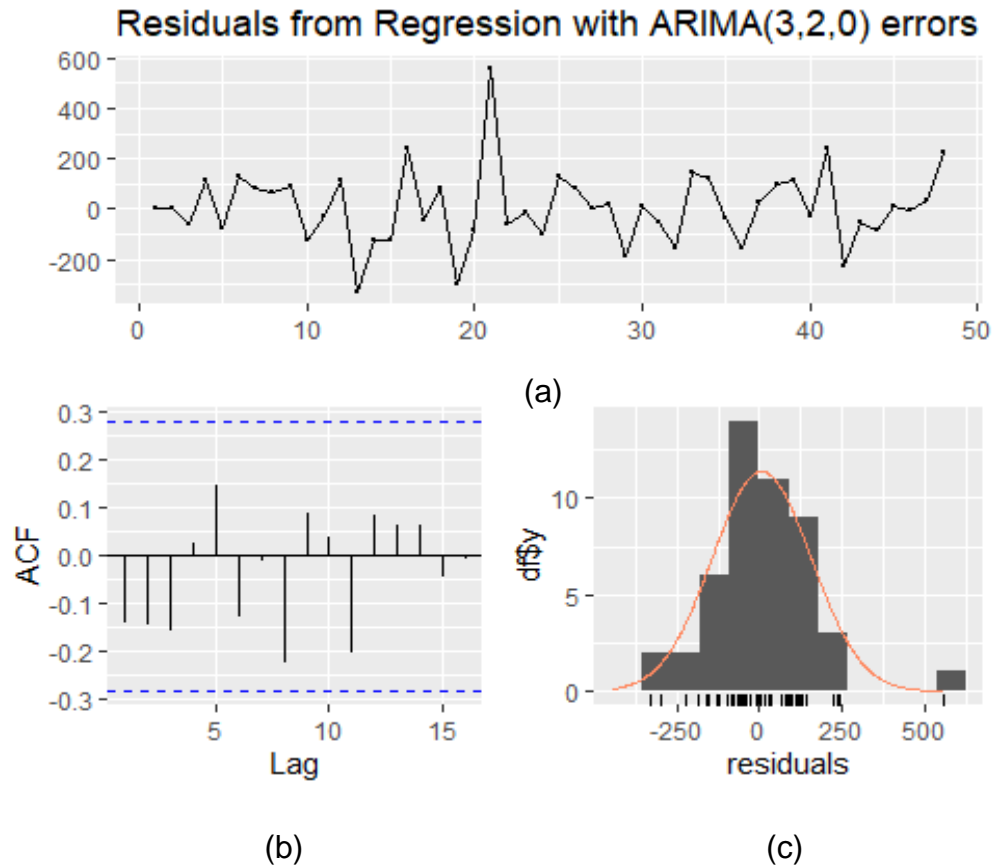 Residuals from Regression with ARIMA(3,2,0) errors
600
400
200
0
-200
0 10 20 30 40 50
(a)
0.3
0.2
0.1
0.0
-0.1
-0.2
-0.3
ACF
5 10 15
Lag
(b)
10
5
0
df$y
-250 0 250 500
residuals
(c)